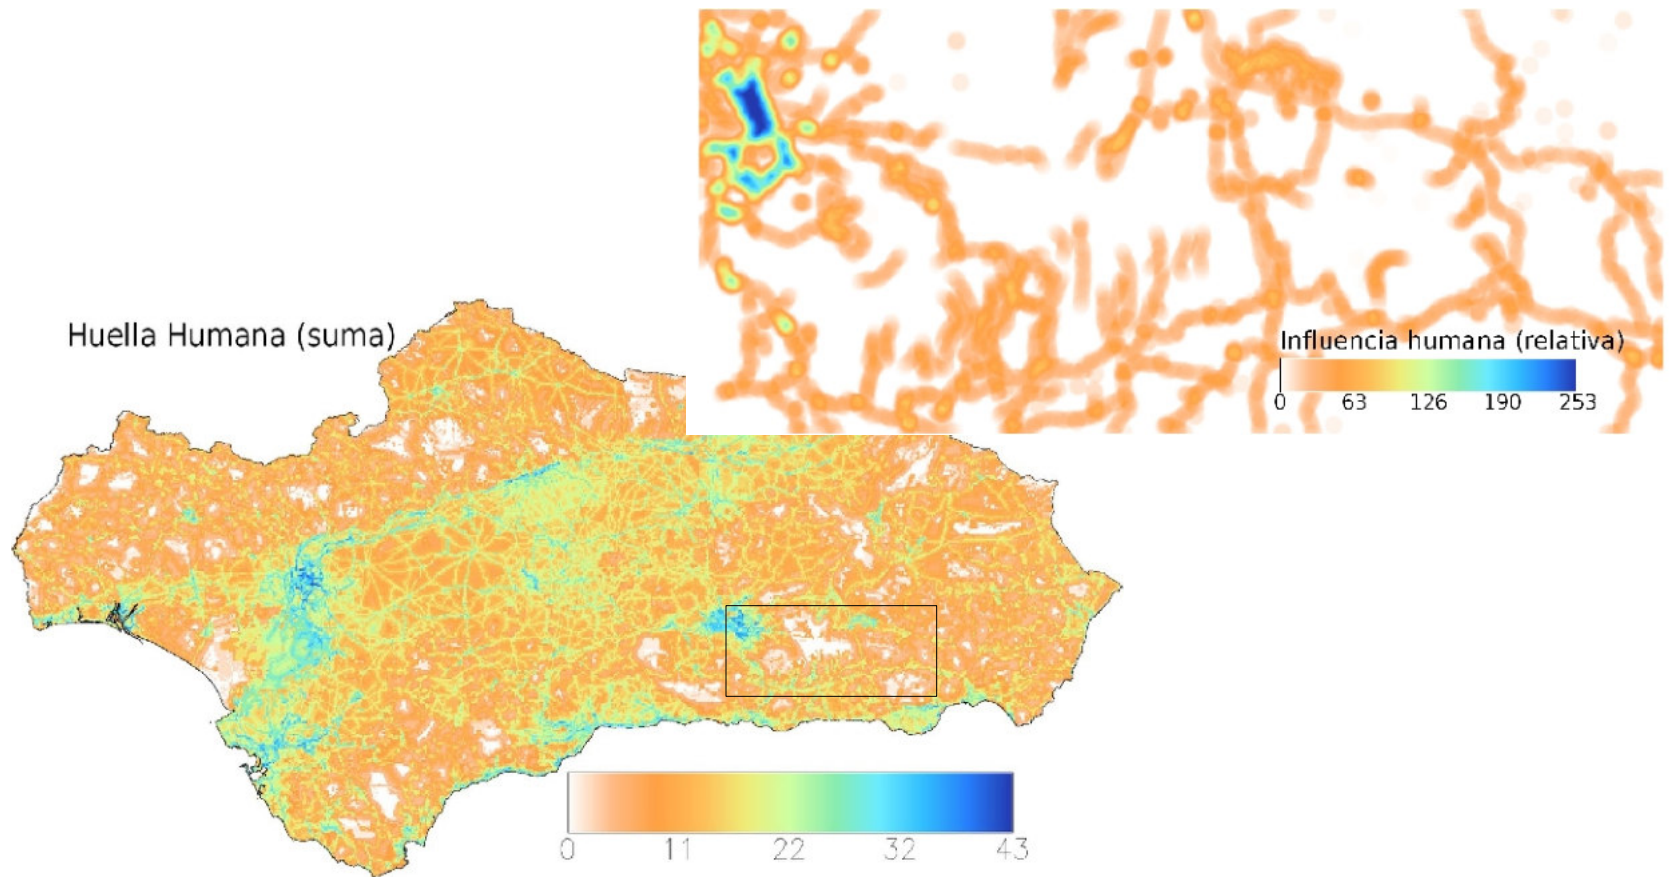 Huella Humana (suma)
Influencia humana (relativa)
0 63 126 190 253
0 11 22 32 43